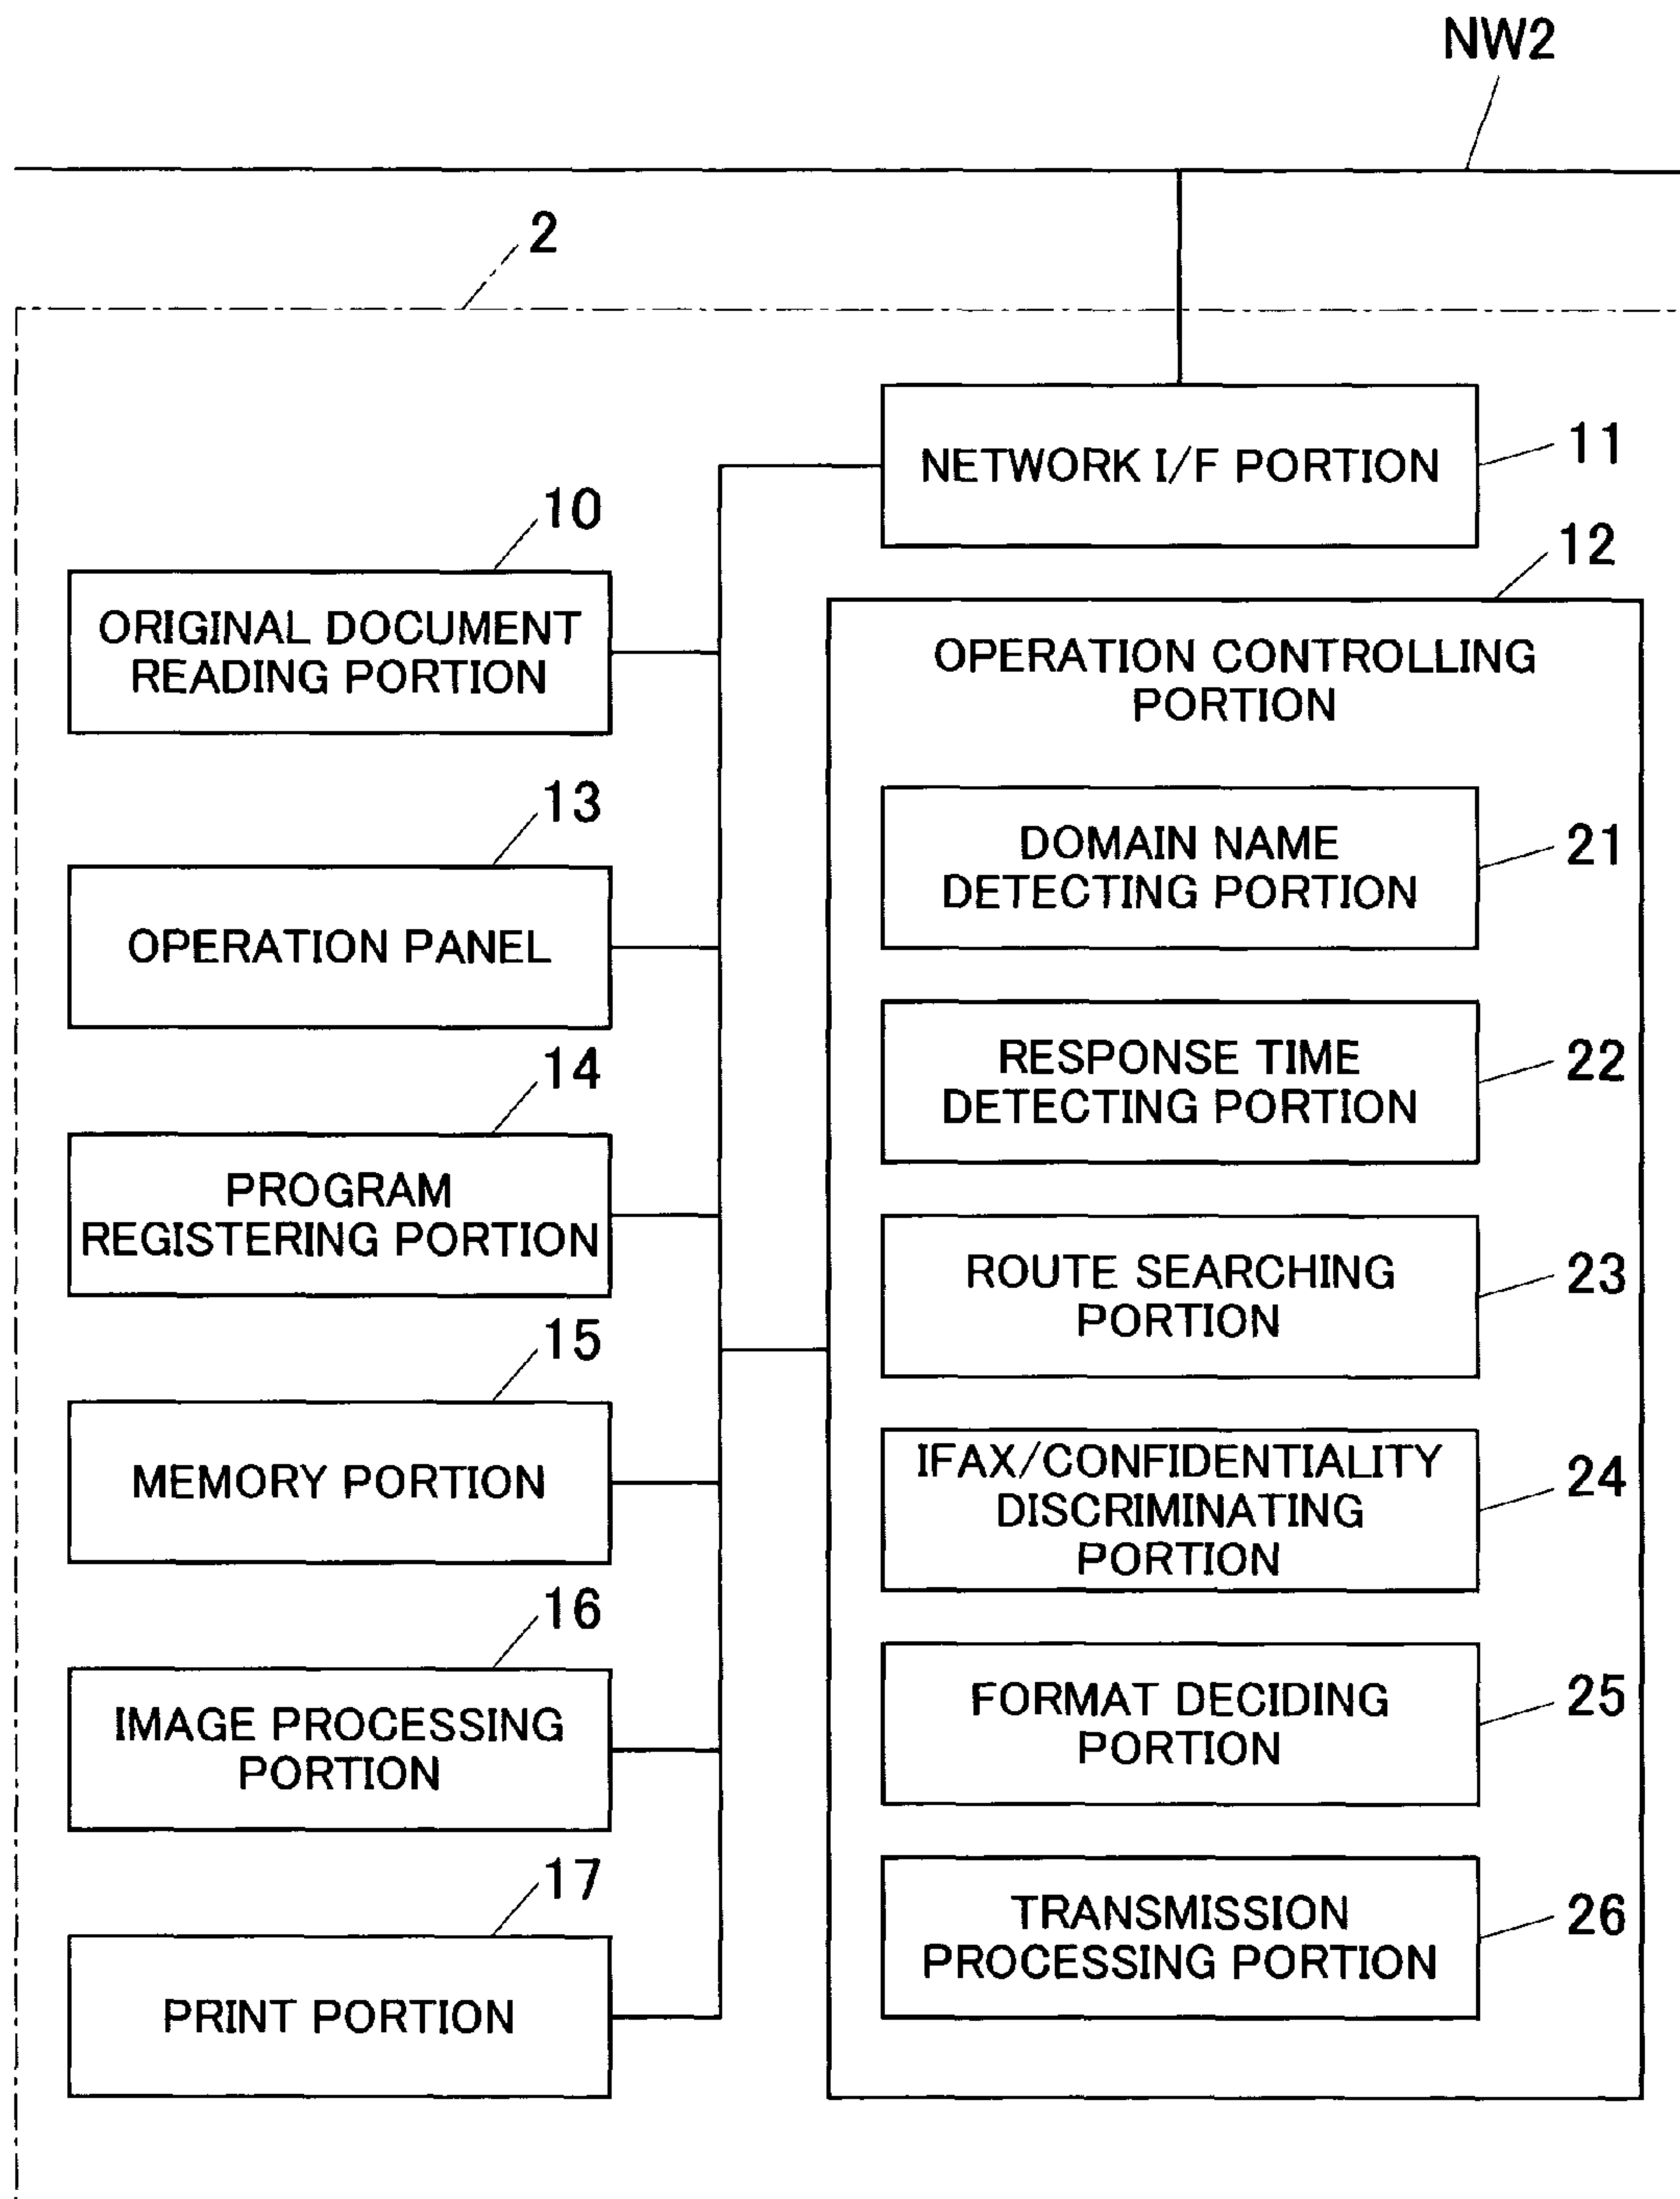 NW2
2
NETWORK I/F PORTION
11
10
ORIGINAL DOCUMENT
READING PORTION
12
OPERATION CONTROLLING
PORTION
13
OPERATION PANEL
DOMAIN NAME
DETECTING PORTION
21
14
PROGRAM
REGISTERING PORTION
RESPONSE TIME
DETECTING PORTION
22
ROUTE SEARCHING
PORTION
23
15
MEMORY PORTION
IFAX/CONFIDENTIALITY
DISCRIMINATING
PORTION
24
16
IMAGE PROCESSING
PORTION
FORMAT DECIDING
PORTION
25
17
PRINT PORTION
TRANSMISSION
PROCESSING PORTION
26